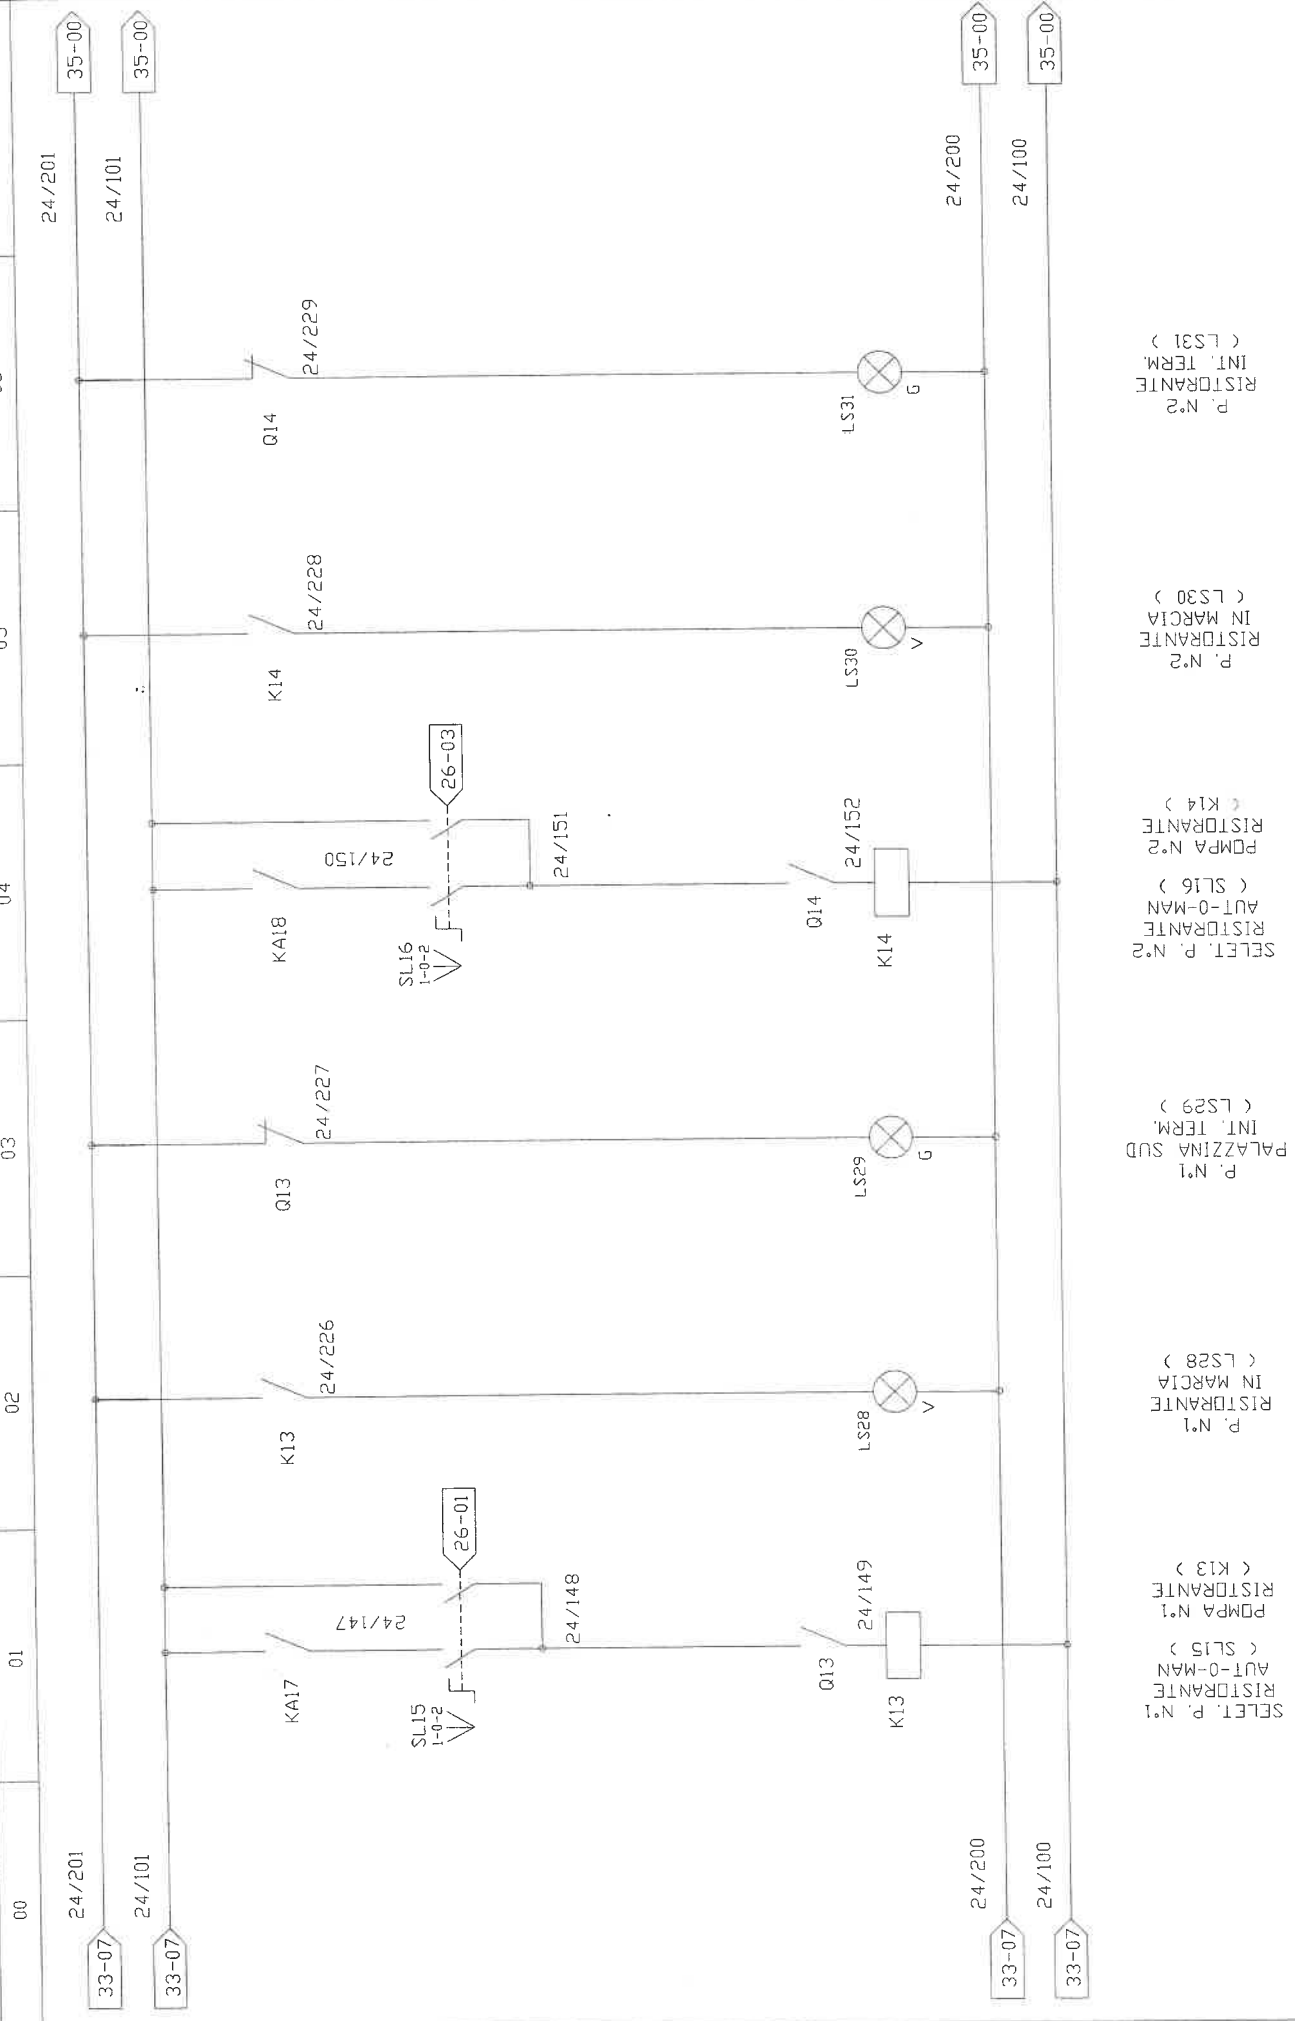 00
01
02
03
04
24/201
24/201
33-07
35-00
24/101
24/101
33-07
35-00
KA17
24/147
SL15
1-0-2
26-01
24/148
Q13
24/149
K13
K13
24/226
LS28
V
Q13
24/227
LS29
G
KA18
24/150
SL16
1-0-2
26-03
24/151
Q14
24/152
K14
K14
24/228
LS30
V
Q14
24/229
LS31
G
24/200
24/200
33-07
35-00
24/100
24/100
33-07
35-00
SELET. P. N°1
RISTORANTE
AUT-0-MAN
( SL15 )
POMPA N°1
RISTORANTE
( K13 )
P. N°1
RISTORANTE
IN MARCIA
( LS28 )
P. N°1
PALAZZINA SUD
INT. TERM.
( LS29 )
SELET. P. N°2
RISTORANTE
AUT-0-MAN
( SL16 )
POMPA N°2
RISTORANTE
( K14 )
P. N°2
RISTORANTE
IN MARCIA
( LS30 )
P. N°2
RISTORANTE
INT. TERM.
( LS31 )